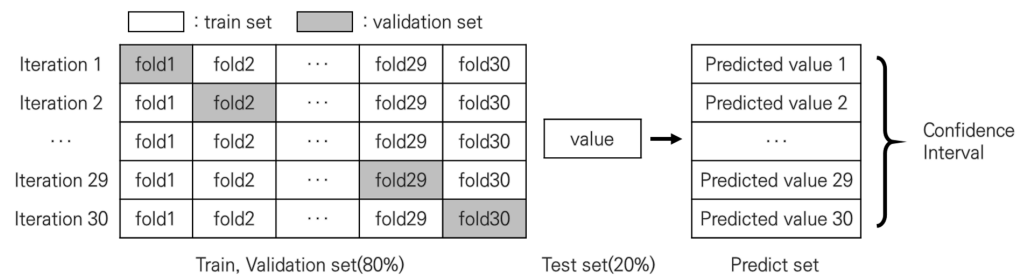 : train set : validation set
Iteration 1 fold1 fold2 ··· fold29 fold30 Predicted value 1
Iteration 2 fold1 fold2 ··· fold29 fold30 Predicted value 2
··· fold1 fold2 ··· fold29 fold30 value ··· Confidence
Interval
Iteration 29 fold1 fold2 ··· fold29 fold30 Predicted value 29
Iteration 30 fold1 fold2 ··· fold29 fold30 Predicted value 30
Train, Validation set(80%) Test set(20%) Predict set